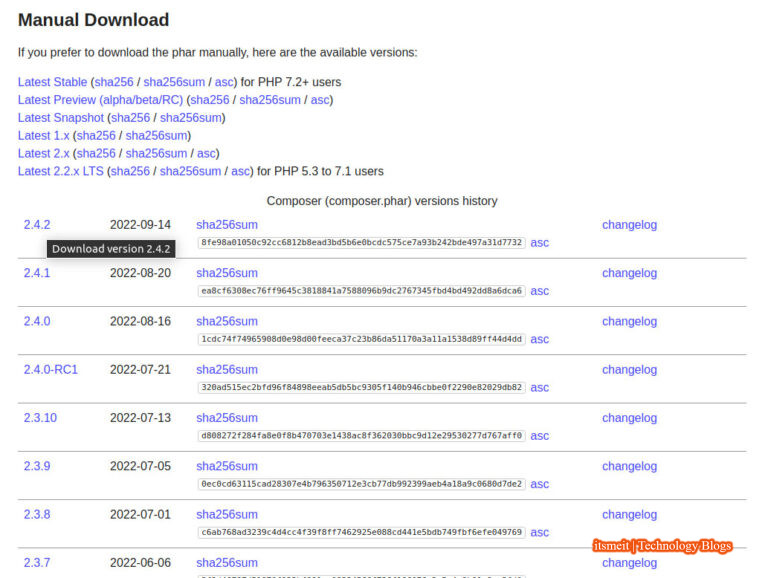 Manual Download
If you prefer to download the phar manually, here are the available versions:
Latest Stable (sha256 / sha256sum / asc) for PHP 7.2+ users
Latest Preview (alpha/beta/RC) (sha256 / sha256sum / asc)
Latest Snapshot (sha256 / sha256sum)
Latest 1.x (sha256 / sha256sum)
Latest 2.x (sha256 / sha256sum / asc)
Latest 2.2.x LTS (sha256 / sha256sum / asc) for PHP 5.3 to 7.1 users
Composer (composer.phar) versions history
2.4.2 2022-09-14 sha256sum changelog
Download version 2.4.2 8fe98a01050c92cc6812b8ead3bd5b6e0bcdc575ce7a93b242bde497a31d7732 asc
2.4.1 2022-08-20 sha256sum changelog
ea8cf6308ec76ff9645c3818841a7588096b9dc2767345fbd4bd492dd8a6dca6 asc
2.4.0 2022-08-16 sha256sum changelog
1cdc74f74965908d0e98d00feeca37c23b86da51170a3a11a1538d89ff44d4dd asc
2.4.0-RC1 2022-07-21 sha256sum changelog
320ad515ec2bfd96f84898eeab5db5bc9305f140b946cbbe0f2290e82029db82 asc
2.3.10 2022-07-13 sha256sum changelog
d808272f284fa8e0f8b470703e1438ac8f362030bbc9d12e29530277d767aff0 asc
2.3.9 2022-07-05 sha256sum changelog
0ec0cd63115cad28307e4b796350712e3cb77db992399aeb4a18a9c0680d7de2 asc
2.3.8 2022-07-01 sha256sum changelog
c6ab768ad3239c4d4cc4f39f8ff7462925e088cd441e5bdb749fbf6efe049769 asc
itsmeit | Technology Blogs
2.3.7 2022-06-06 sha256sum changelog